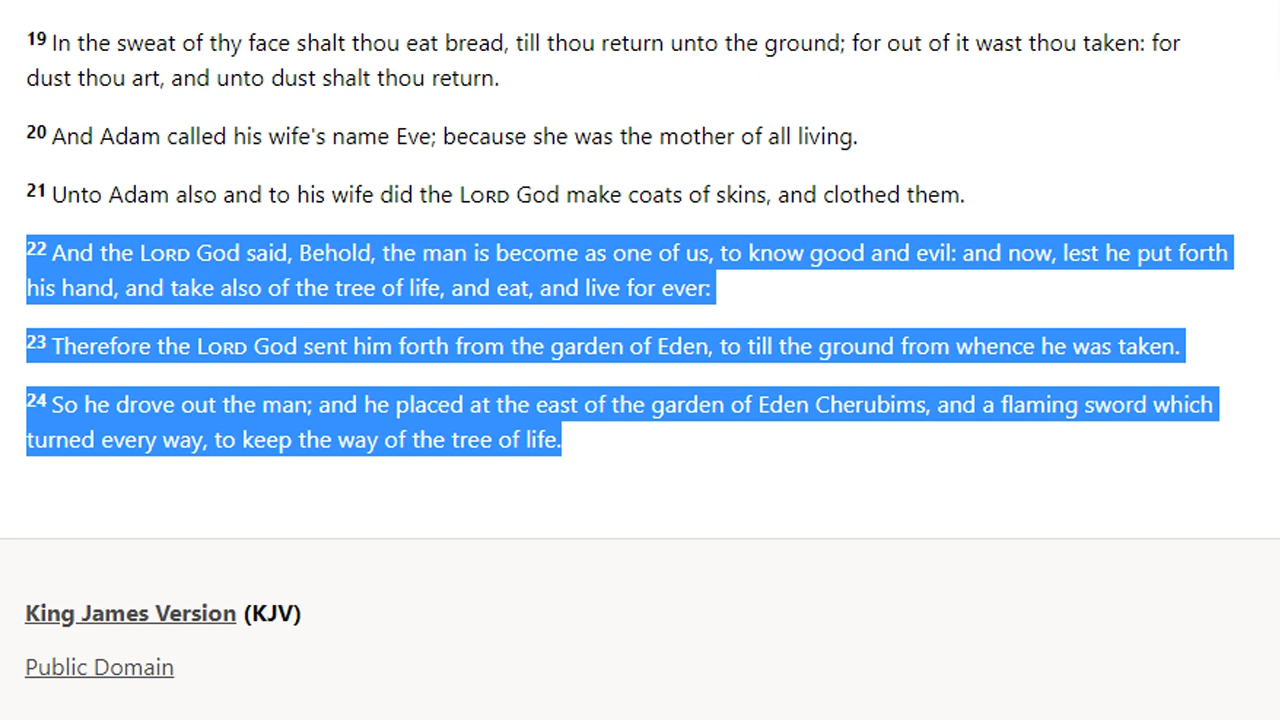 19 In the sweat of thy face shalt thou eat bread, till thou return unto the ground; for out of it wast thou taken: for
dust thou art, and unto dust shalt thou return.
20 And Adam called his wife's name Eve; because she was the mother of all living.
21 Unto Adam also and to his wife did the LORD God make coats of skins, and clothed them.
22 And the LORD God said, Behold, the man is become as one of us, to know good and evil: and now, lest he put forth
his hand, and take also of the tree of life, and eat, and live for ever:
23 Therefore the LORD God sent him forth from the garden of Eden, to till the ground from whence he was taken.
24 So he drove out the man; and he placed at the east of the garden of Eden Cherubims, and a flaming sword which
turned every way, to keep the way of the tree of life.
King James Version (KJV)
Public Domain